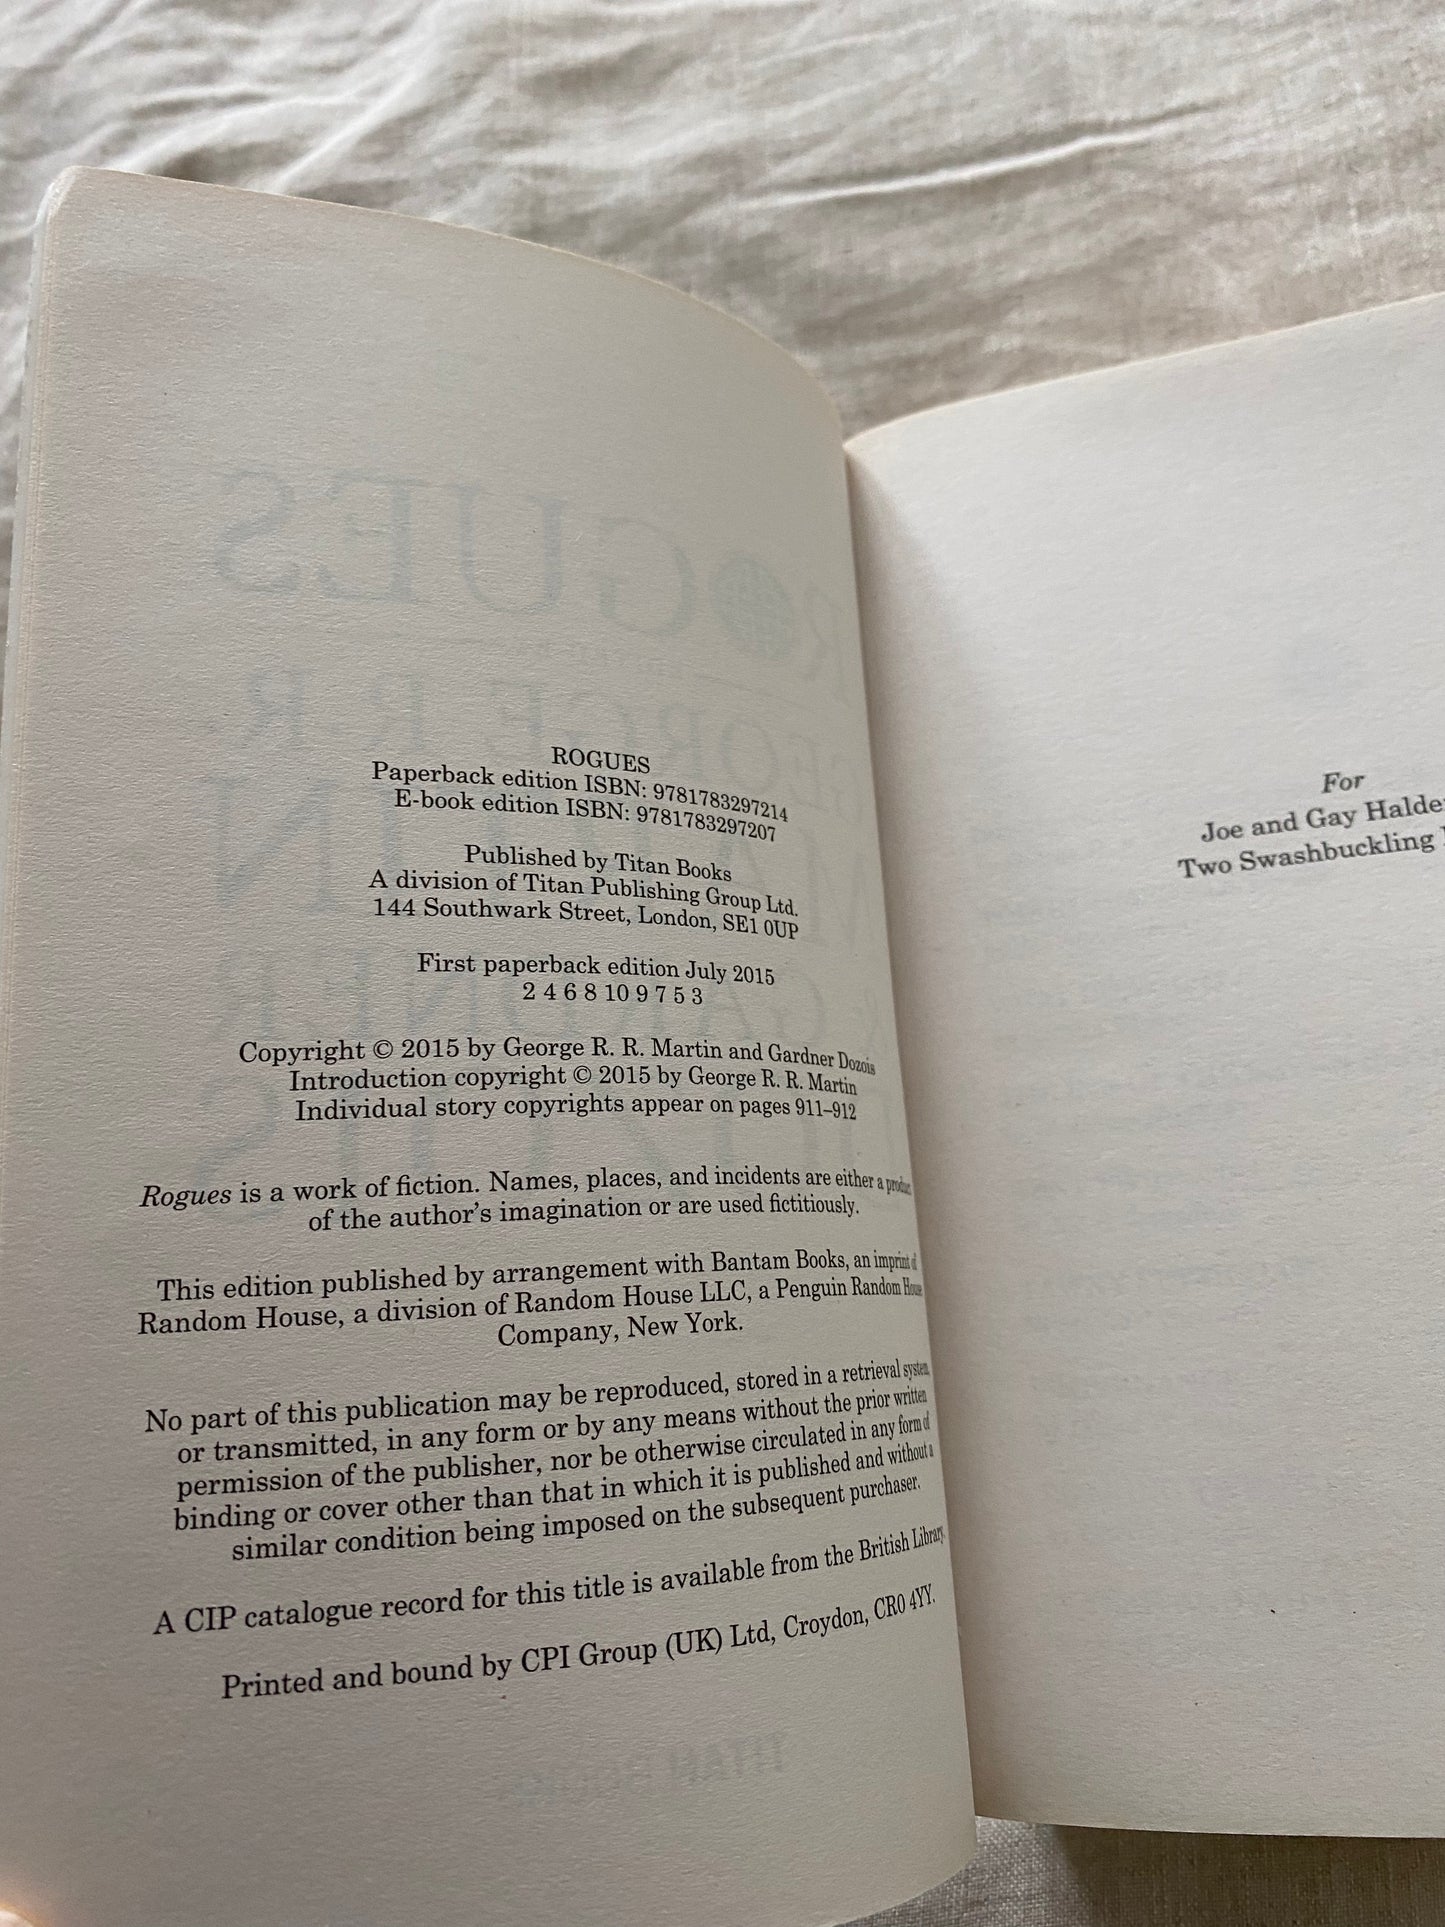 ROGUES
Paperback edition ISBN: 9781783297214
E-book edition ISBN: 9781783297207
Published by Titan Books
A division of Titan Publishing Group Ltd.
144 Southwark Street, London, SE1 0UP
First paperback edition July 2015
2 4 6 8 10 9 7 5 3
Copyright © 2015 by George R. R. Martin and Gardner Dozois
Introduction copyright © 2015 by George R. R. Martin
Individual story copyrights appear on pages 911–912
Rogues is a work of fiction. Names, places, and incidents are either a product
of the author's imagination or are used fictitiously.
This edition published by arrangement with Bantam Books, an imprint of
Random House, a division of Random House LLC, a Penguin Random House
Company, New York.
No part of this publication may be reproduced, stored in a retrieval system,
or transmitted, in any form or by any means without the prior written
permission of the publisher, nor be otherwise circulated in any form of
binding or cover other than that in which it is published and without a
similar condition being imposed on the subsequent purchaser.
A CIP catalogue record for this title is available from the British Library.
Printed and bound by CPI Group (UK) Ltd, Croydon, CR0 4YY.
For
Joe and Gay Halde
Two Swashbuckling